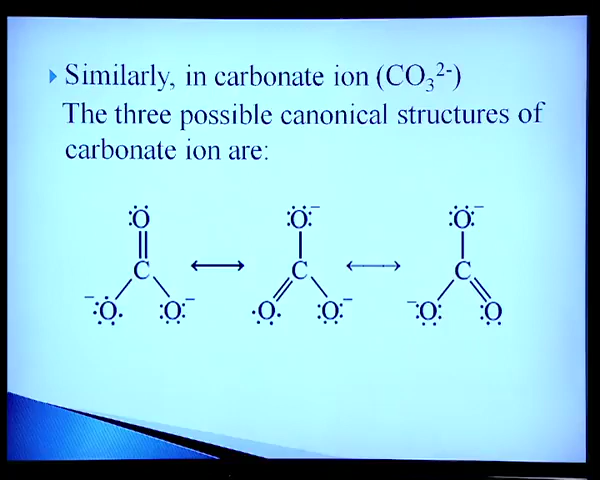 Similarly, in carbonate ion (CO₃²⁻)
The three possible canonical structures of
carbonate ion are:
:O O:⁻ O:⁻
C ⟷ C ⟷ C
⁻:O O:⁻ O O:⁻ ⁻:O O